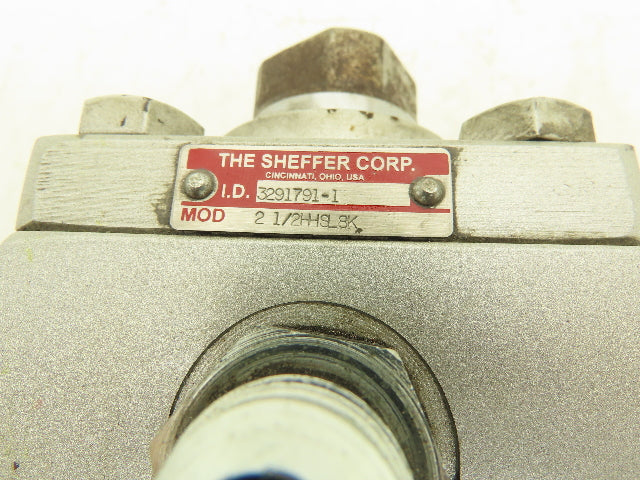 THE SHEFFER CORP.
CINCINNATI, OHIO, USA
I.D. 3291791-1
MOD 2 1/2HHSL8K